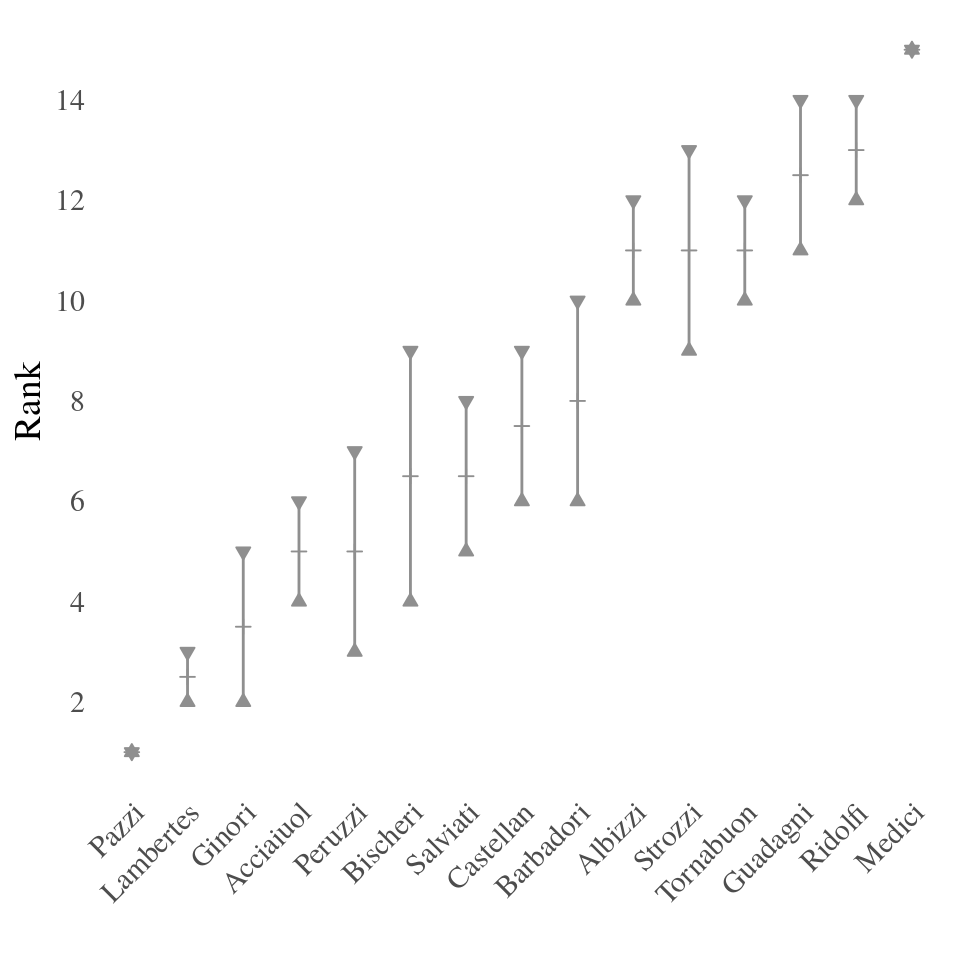 Rank
14
12
10
8
6
4
2
Pazzi
Lambertes
Ginori
Acciaiuol
Peruzzi
Bischeri
Salviati
Castellan
Barbadori
Albizzi
Strozzi
Tornabuon
Guadagni
Ridolfi
Medici